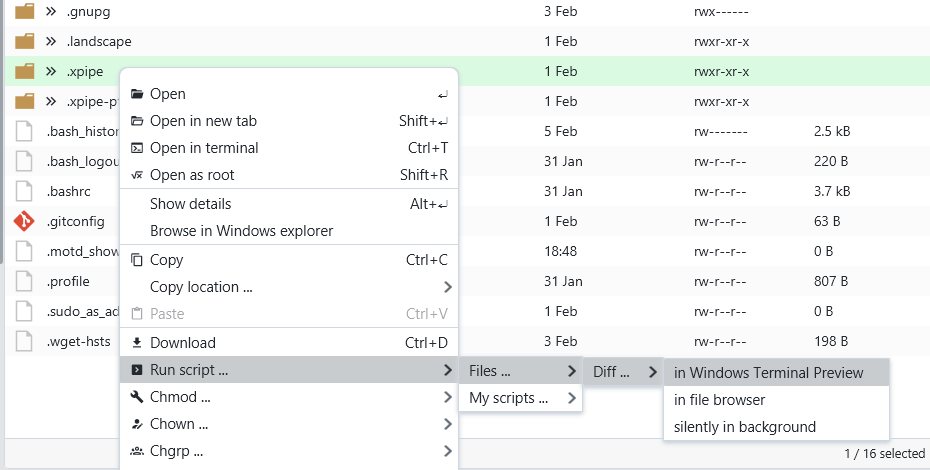 » .gnupg 3 Feb rwx------
» .landscape 1 Feb rwxr-xr-x
» .xpipe 1 Feb rwxr-xr-x
» .xpipe-p 1 Feb rwxr-xr-x
.bash_histo 5 Feb rw------- 2.5 kB
.bash_logou 31 Jan rw-r--r-- 220 B
.bashrc 31 Jan rw-r--r-- 3.7 kB
.gitconfig 1 Feb rw-r--r-- 63 B
.motd_show 18:48 rw-r--r-- 0 B
.profile 31 Jan rw-r--r-- 807 B
.sudo_as_ad 1 Feb rw-r--r-- 0 B
.wget-hsts 3 Feb rw-r--r-- 198 B
Open ↵
Open in new tab Shift+↵
Open in terminal Ctrl+T
Open as root Shift+R
Show details Alt+↵
Browse in Windows explorer
Copy Ctrl+C
Copy location ...
Paste Ctrl+V
Download Ctrl+D
Run script ...
Chmod ...
Chown ...
Chgrp ...
Files ...
My scripts ...
Diff ...
in Windows Terminal Preview
in file browser
silently in background
1 / 16 selected